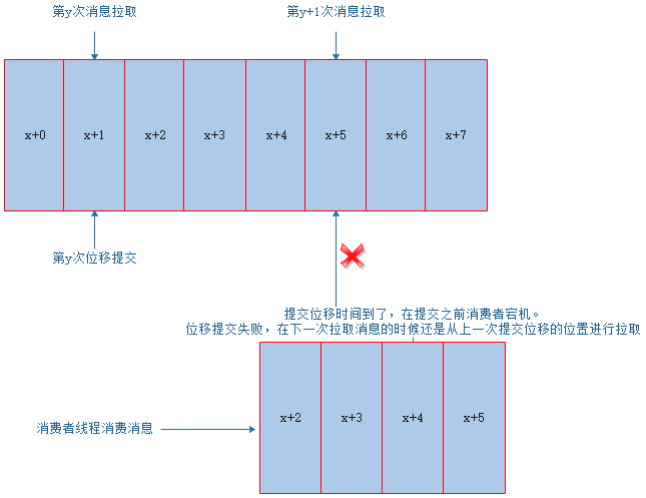 第y次消息拉取
第y+1次消息拉取
x+0
x+1
x+2
x+3
x+4
x+5
x+6
x+7
第y次位移提交
提交位移时间到了，在提交之前消费者宕机。
位移提交失败，在下一次拉取消息的时候还是从上一次提交位移的位置进行拉取
x+2
x+3
x+4
x+5
消费者线程消费消息